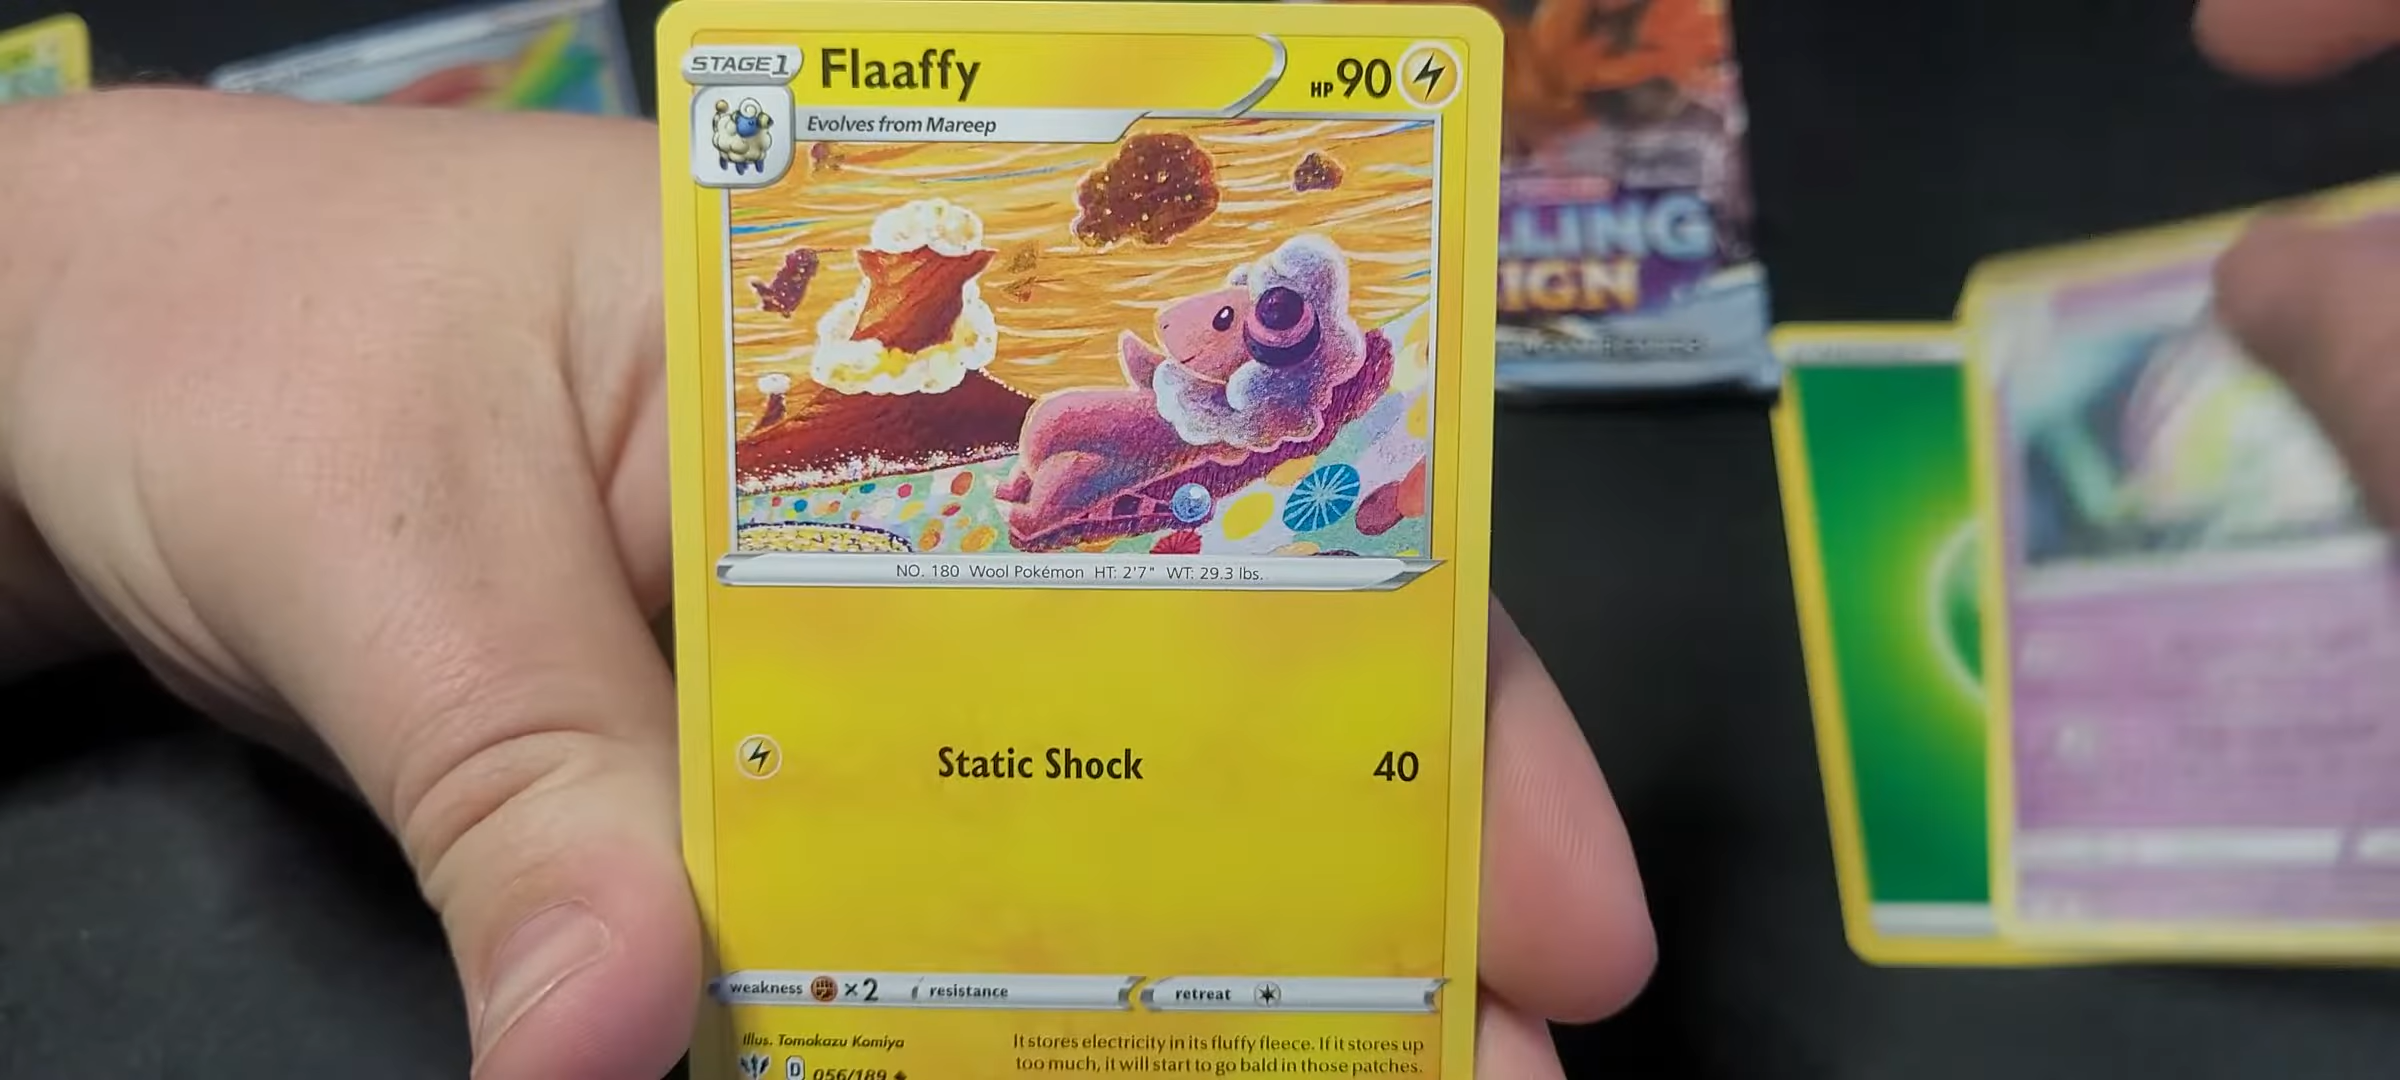 STAGE1
Flaaffy
HP 90
Evolves from Mareep
LLING
IGN
NO. 180 Wool Pokémon HT: 2'7" WT: 29.3 lbs.
Static Shock 40
weakness ×2 resistance retreat
Illus. Tomokazu Komiya
It stores electricity in its fluffy fleece. If it stores up
too much, it will start to go bald in those patches.
D 056/189